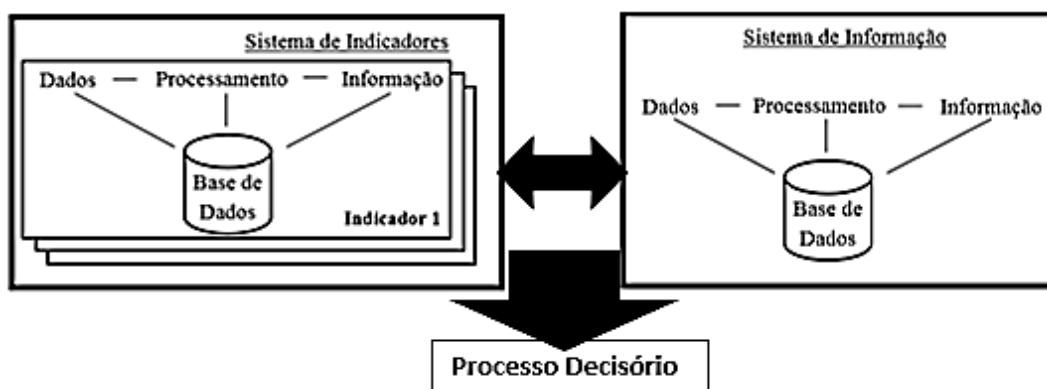 Sistema de Indicadores
Dados — Processamento — Informação
Base de
Dados
Indicador 1
Sistema de Informação
Dados — Processamento — Informação
Base de
Dados
Processo Decisório